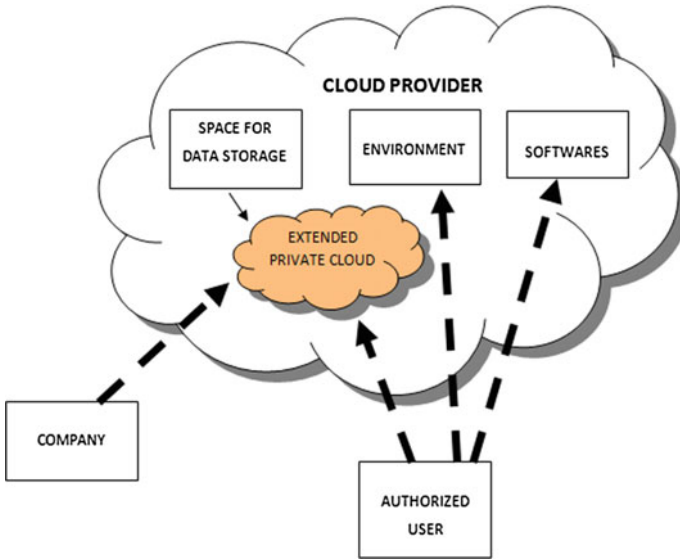 CLOUD PROVIDER
SPACE FOR
DATA STORAGE
ENVIRONMENT
SOFTWARES
EXTENDED
PRIVATE CLOUD
COMPANY
AUTHORIZED
USER